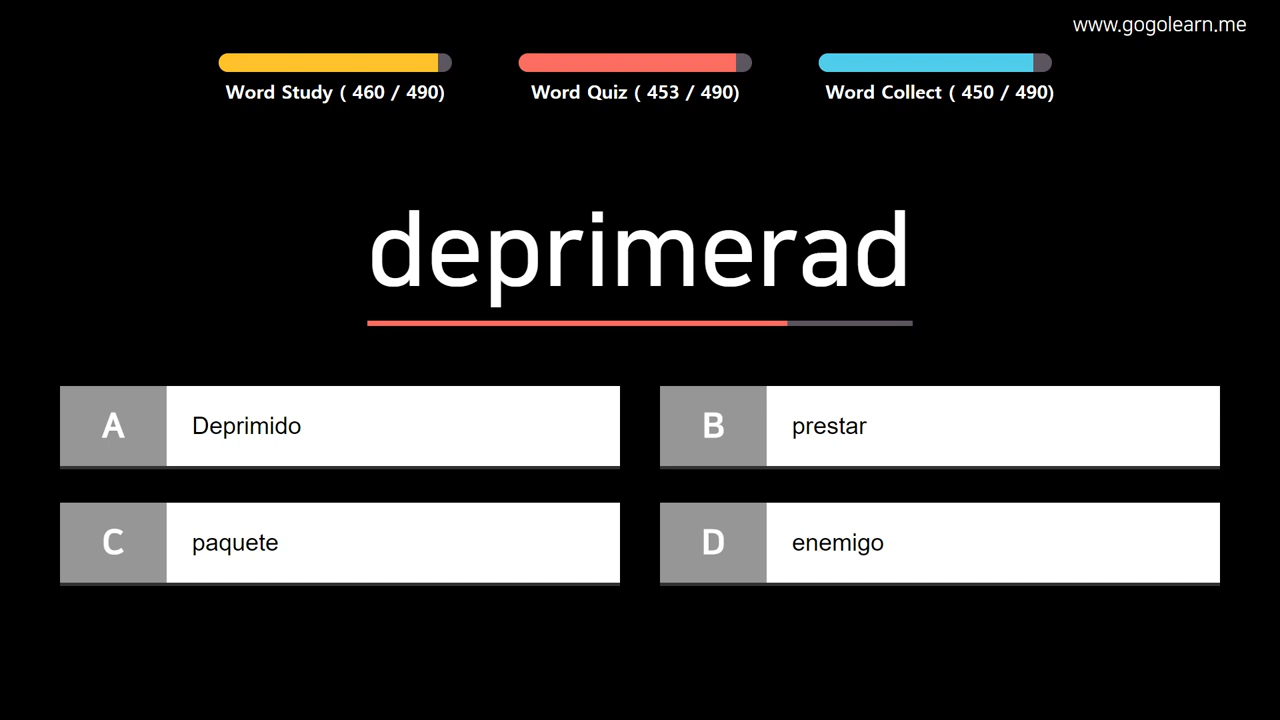 www.gogolearn.me
Word Study ( 460 / 490)
Word Quiz ( 453 / 490)
Word Collect ( 450 / 490)
deprimerad
A Deprimido
B prestar
C paquete
D enemigo